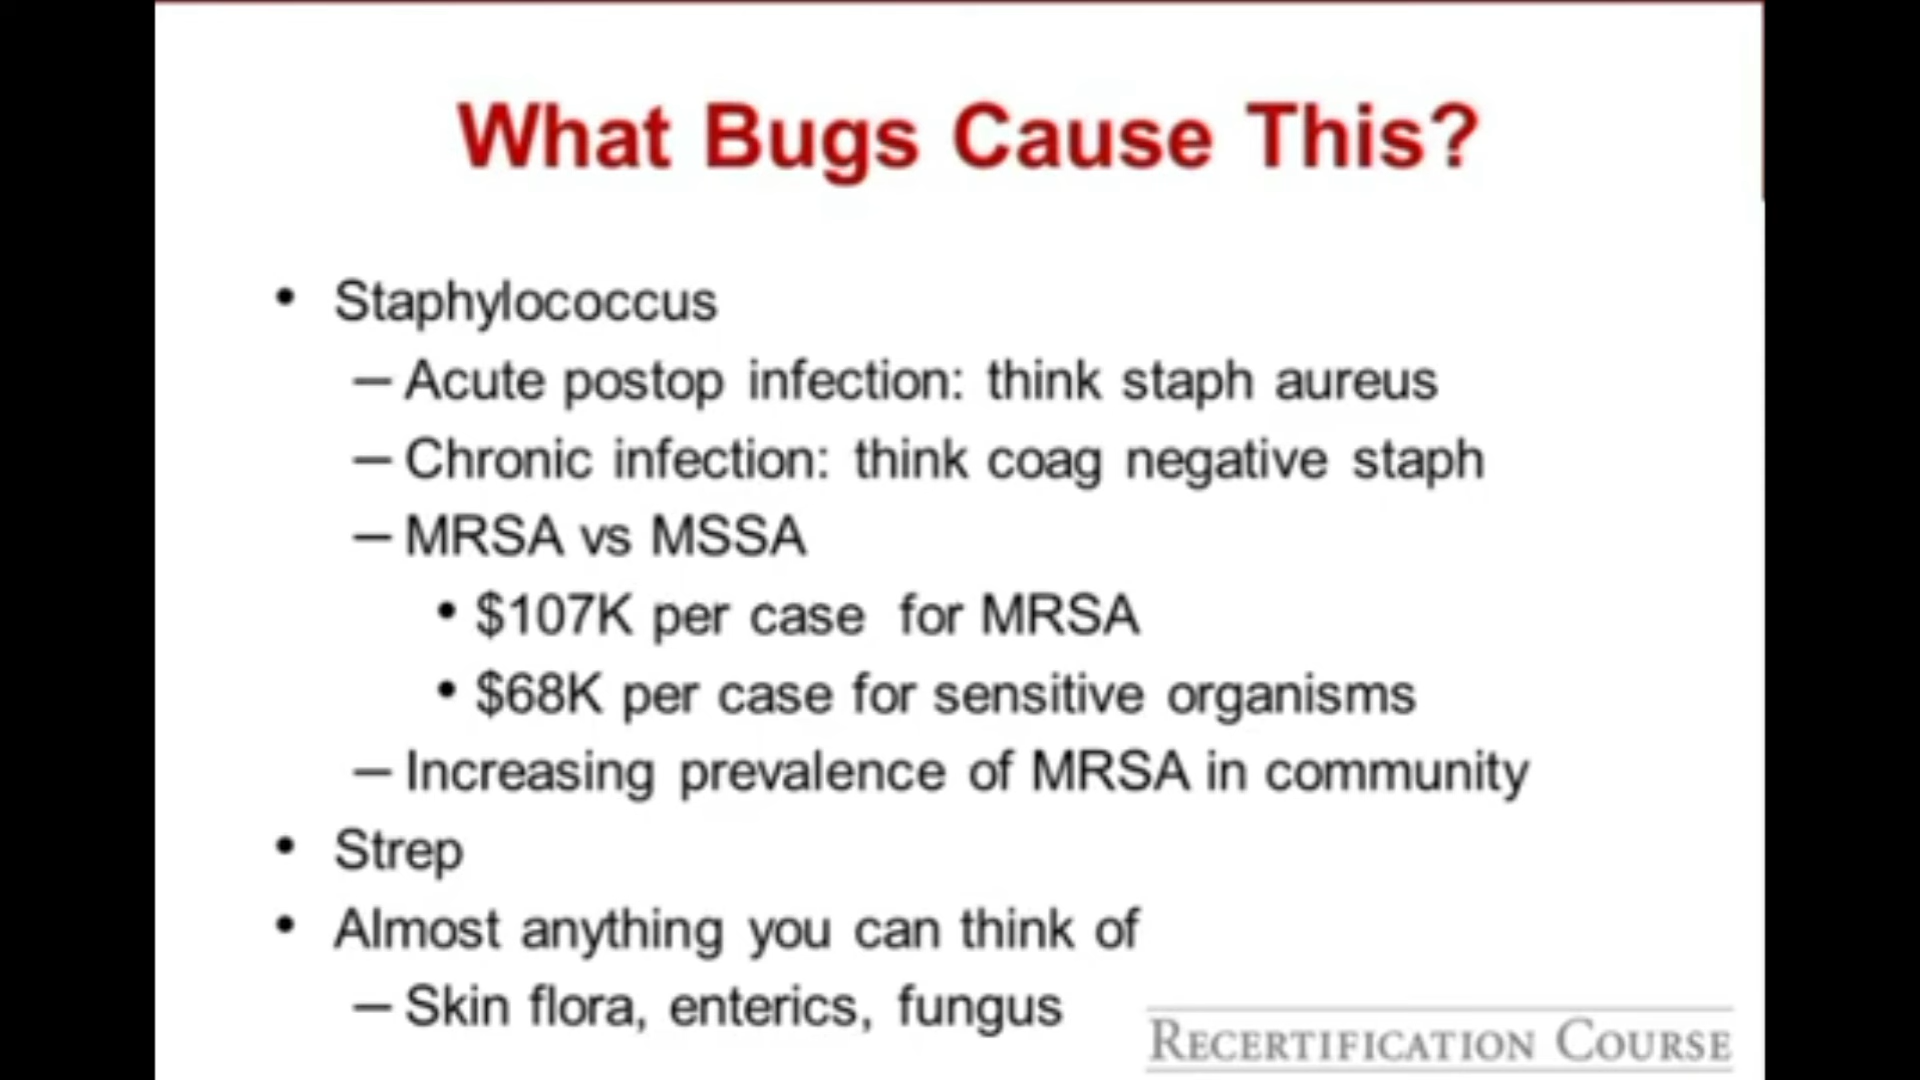 What Bugs Cause This?
• Staphylococcus
– Acute postop infection: think staph aureus
– Chronic infection: think coag negative staph
– MRSA vs MSSA
• $107K per case for MRSA
• $68K per case for sensitive organisms
– Increasing prevalence of MRSA in community
• Strep
• Almost anything you can think of
– Skin flora, enterics, fungus
RECERTIFICATION COURSE